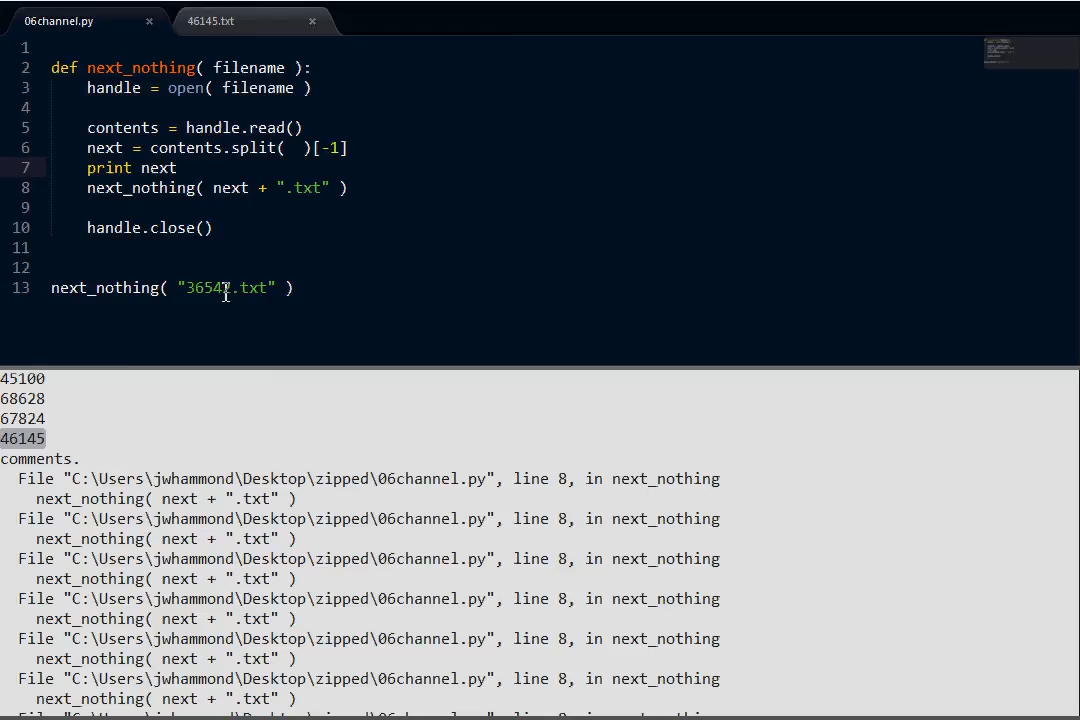 06channel.py × 46145.txt ×
1
2 def next_nothing( filename ):
3 handle = open( filename )
4
5 contents = handle.read()
6 next = contents.split(  )[-1]
7 print next
8 next_nothing( next + ".txt" )
9
10 handle.close()
11
12
13 next_nothing( "36542.txt" )
45100
68628
67824
46145
comments.
File "C:\Users\jwhammond\Desktop\zipped\06channel.py", line 8, in next_nothing
next_nothing( next + ".txt" )
File "C:\Users\jwhammond\Desktop\zipped\06channel.py", line 8, in next_nothing
next_nothing( next + ".txt" )
File "C:\Users\jwhammond\Desktop\zipped\06channel.py", line 8, in next_nothing
next_nothing( next + ".txt" )
File "C:\Users\jwhammond\Desktop\zipped\06channel.py", line 8, in next_nothing
next_nothing( next + ".txt" )
File "C:\Users\jwhammond\Desktop\zipped\06channel.py", line 8, in next_nothing
next_nothing( next + ".txt" )
File "C:\Users\jwhammond\Desktop\zipped\06channel.py", line 8, in next_nothing
next_nothing( next + ".txt" )